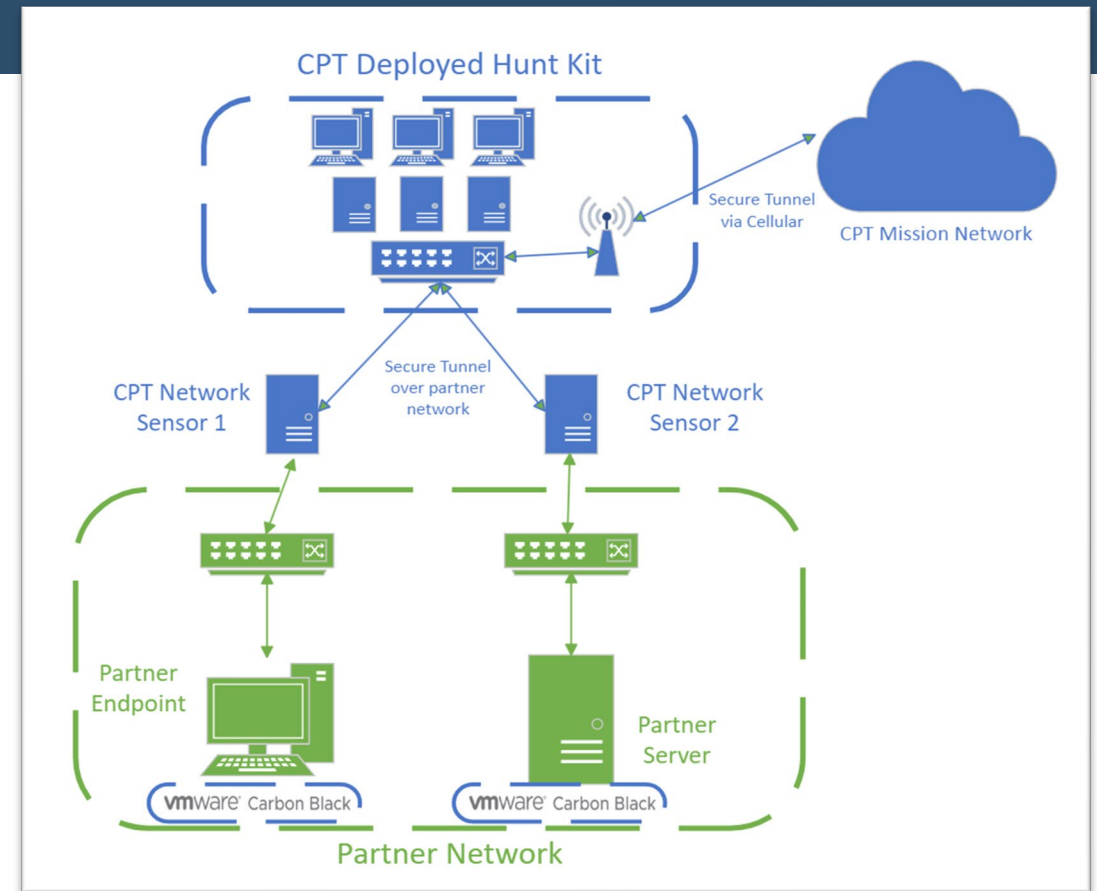 CPT Deployed Hunt Kit
Secure Tunnel
via Cellular
CPT Mission Network
CPT Network
Sensor 1
Secure Tunnel
over partner
network
CPT Network
Sensor 2
Partner
Endpoint
Partner
Server
vmware® Carbon Black
vmware® Carbon Black
Partner Network